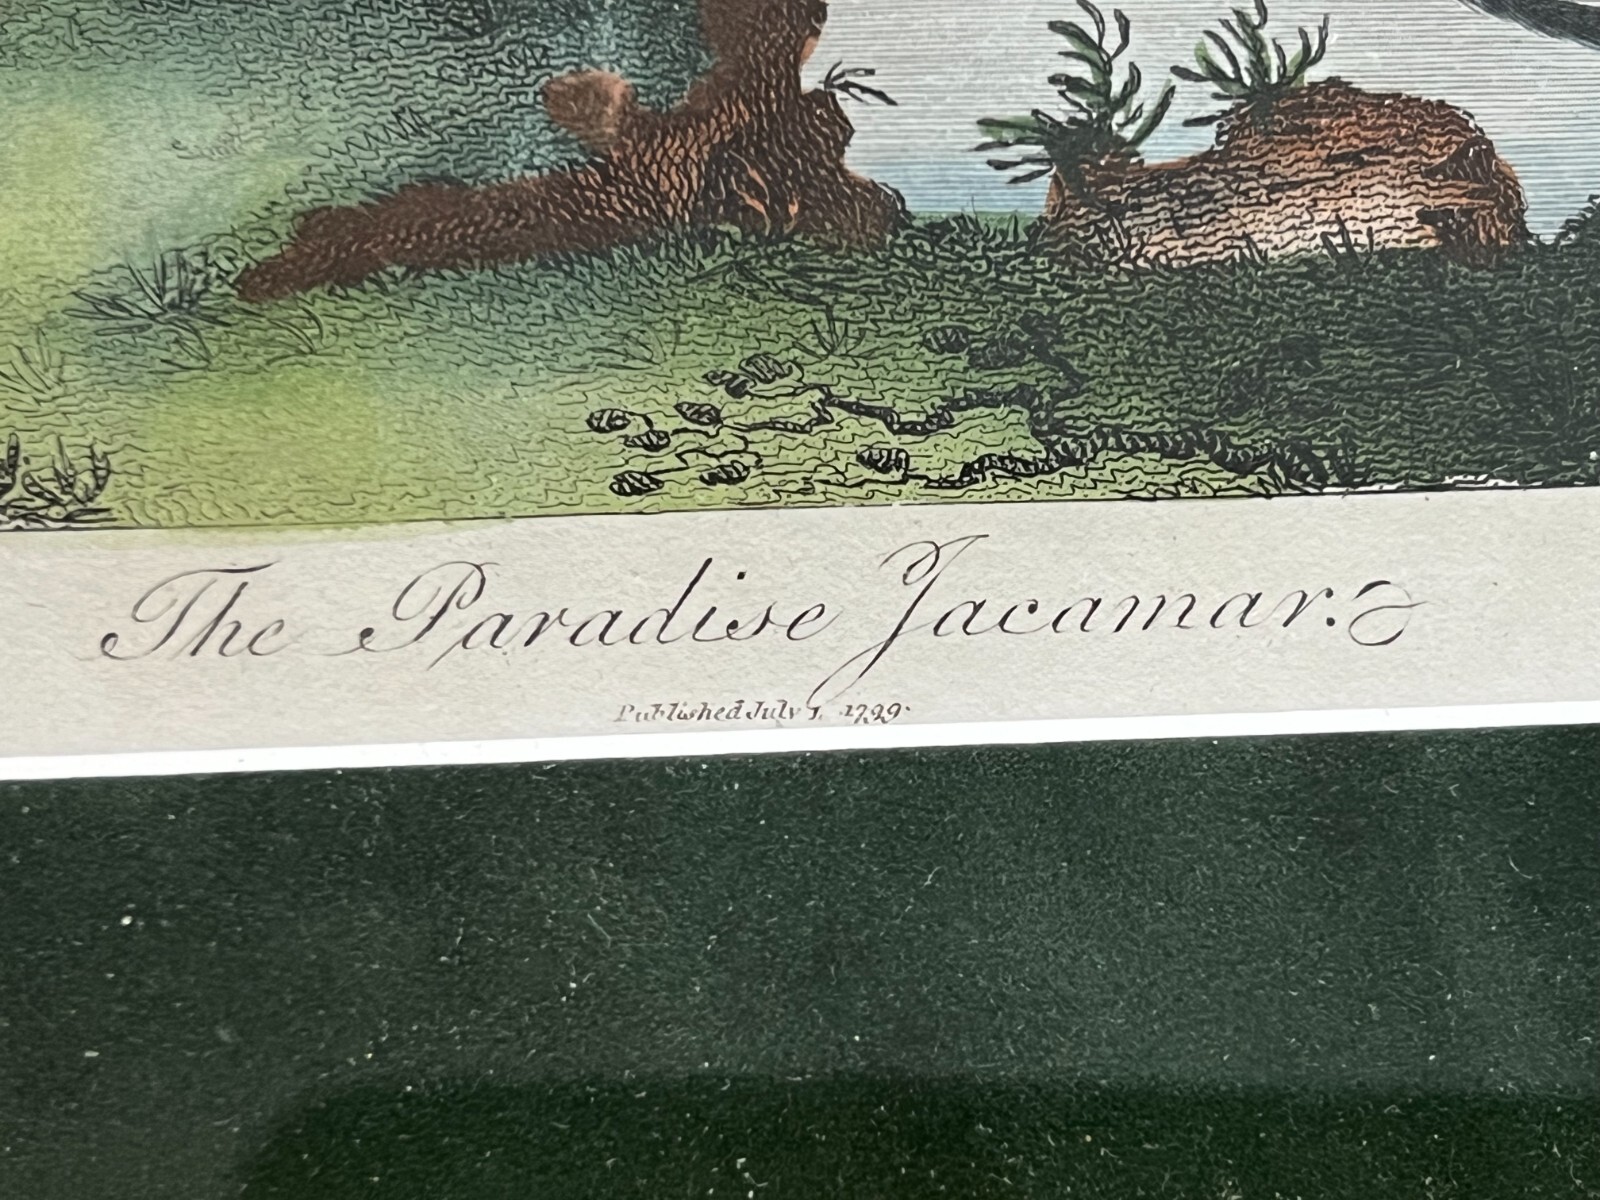 The Paradise Jacamar.
Published July 1. 1799.